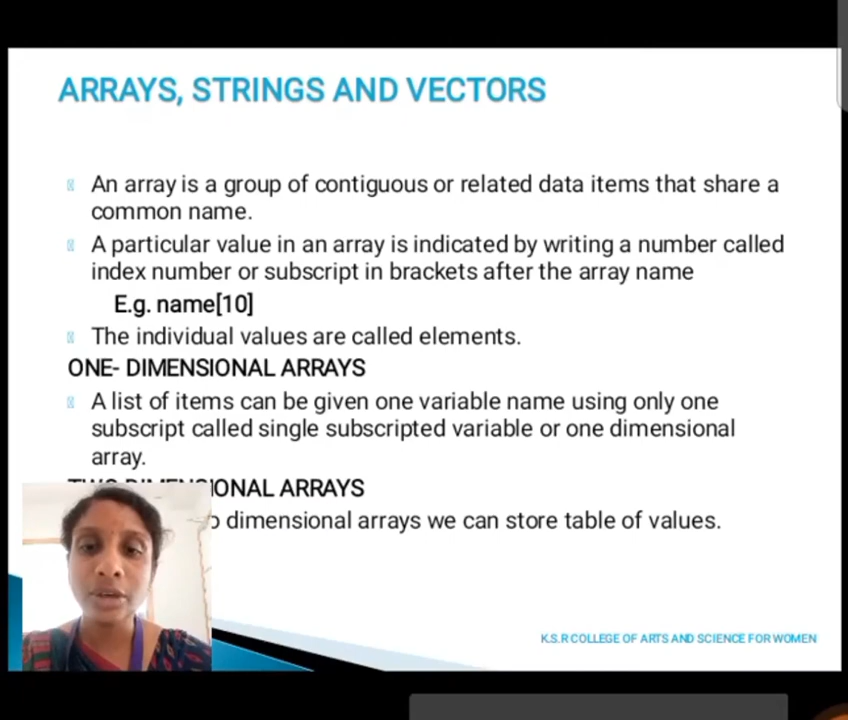 ARRAYS, STRINGS AND VECTORS
An array is a group of contiguous or related data items that share a
common name.
A particular value in an array is indicated by writing a number called
index number or subscript in brackets after the array name
E.g. name[10]
The individual values are called elements.
ONE- DIMENSIONAL ARRAYS
A list of items can be given one variable name using only one
subscript called single subscripted variable or one dimensional
array.
TWO DIMENSIONAL ARRAYS
dimensional arrays we can store table of values.
K.S.R COLLEGE OF ARTS AND SCIENCE FOR WOMEN